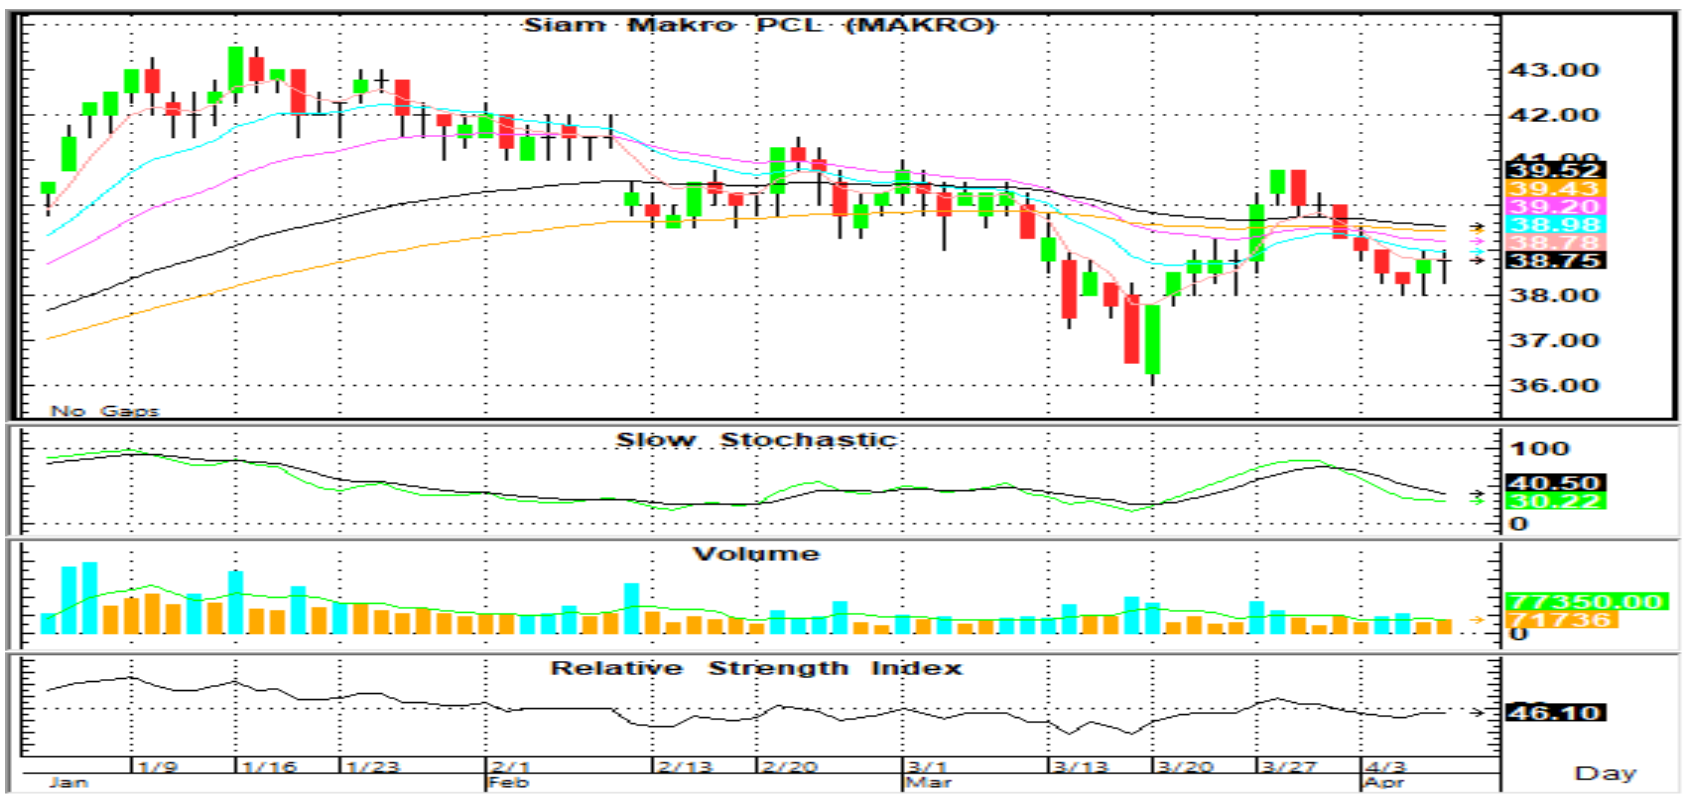 Siam Makro PCL (MAKRO)
43.00
42.00
41.00
39.52
39.43
39.20
38.98
38.78
38.75
38.00
37.00
36.00
No Gaps
Slow Stochastic
100
40.50
30.22
0
Volume
77350.00
71736
0
Relative Strength Index
46.10
1/9 1/16 1/23 2/1 2/13 2/20 3/1 3/13 3/20 3/27 4/3
Jan Feb Mar Apr
Day